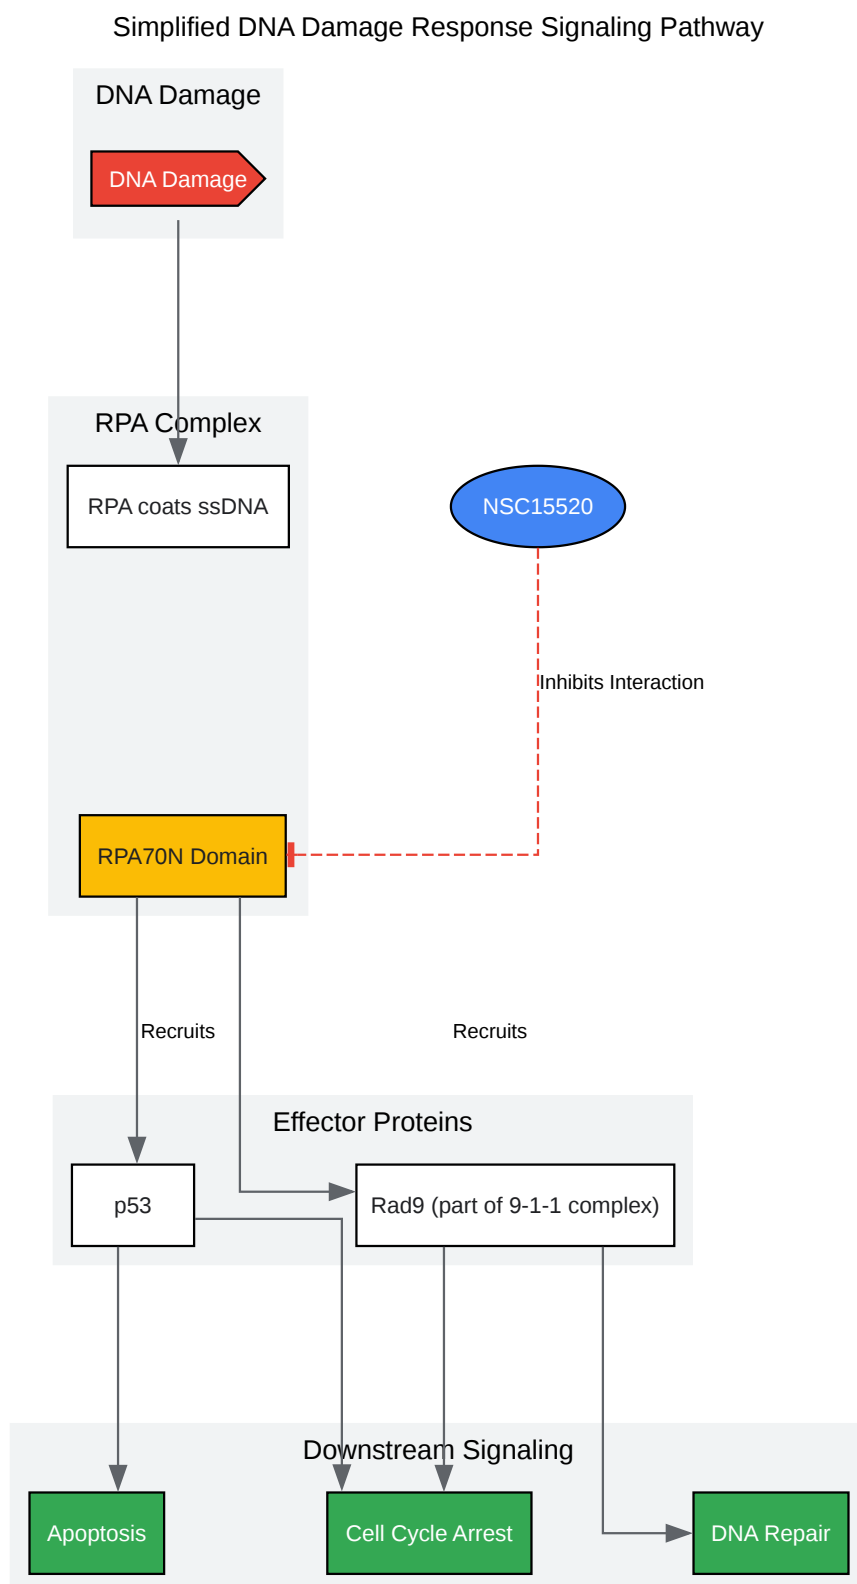 Simplified DNA Damage Response Signaling Pathway
DNA Damage
DNA Damage
RPA Complex
RPA coats ssDNA
NSC15520
Inhibits Interaction
RPA70N Domain
Recruits
Recruits
Effector Proteins
p53
Rad9 (part of 9-1-1 complex)
Downstream Signaling
Apoptosis
Cell Cycle Arrest
DNA Repair